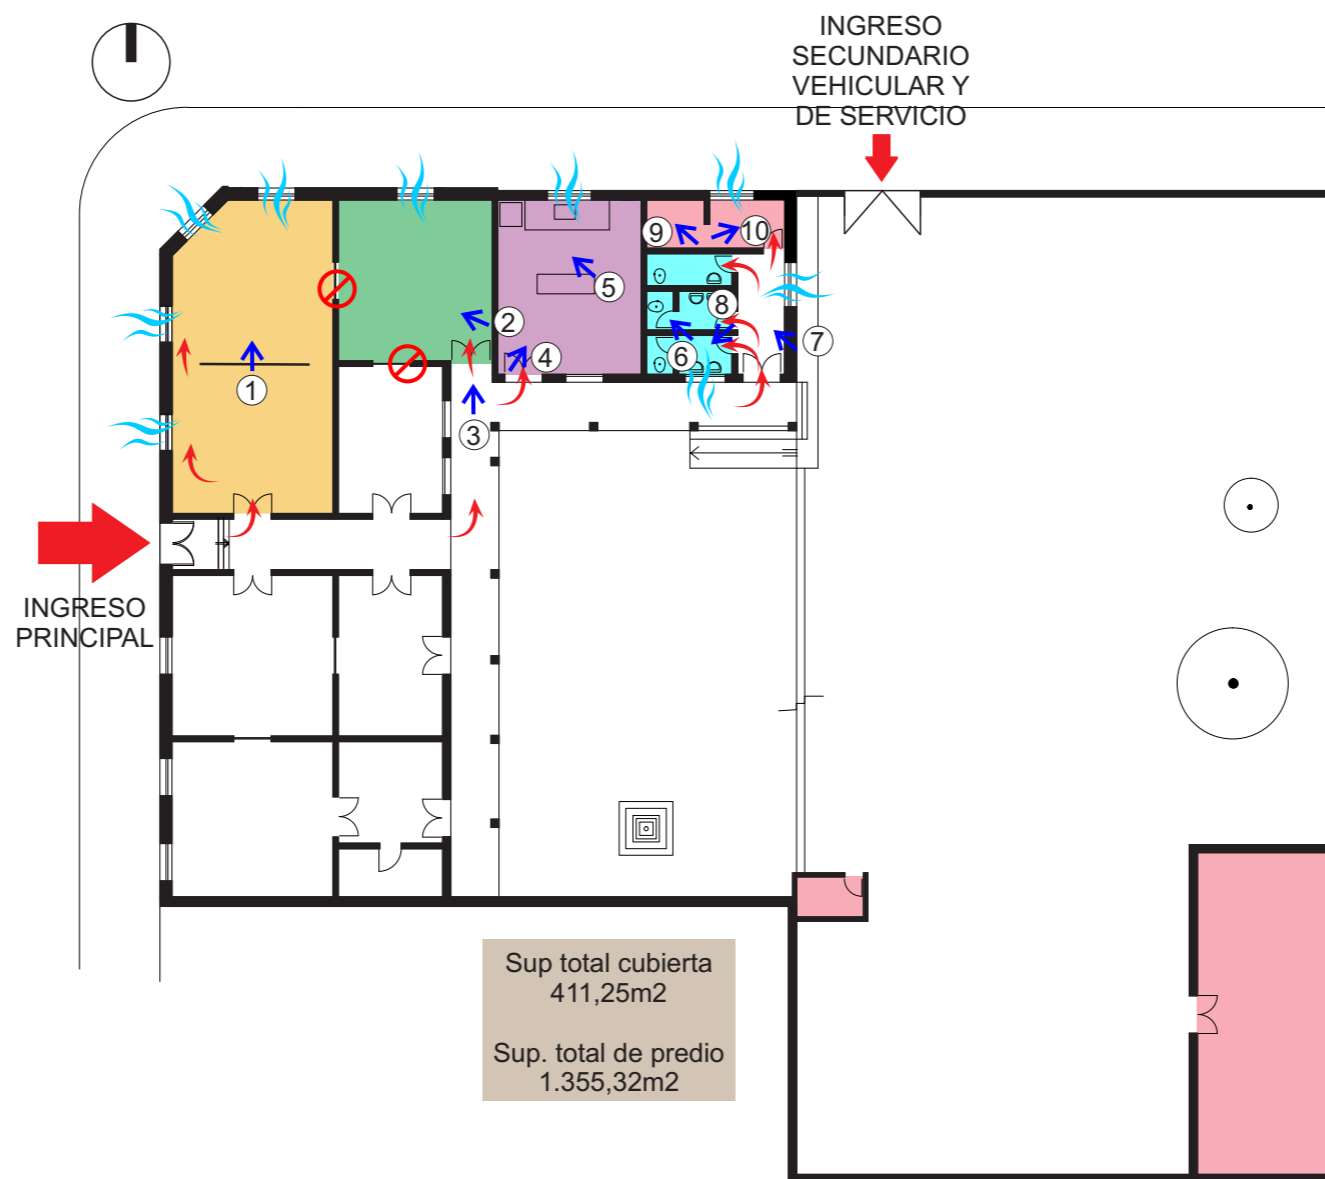 INGRESO
SECUNDARIO
VEHICULAR Y
DE SERVICIO
9
10
5
2
8
7
4
6
1
3
INGRESO
PRINCIPAL
Sup total cubierta
411,25m2
Sup. total de predio
1.355,32m2